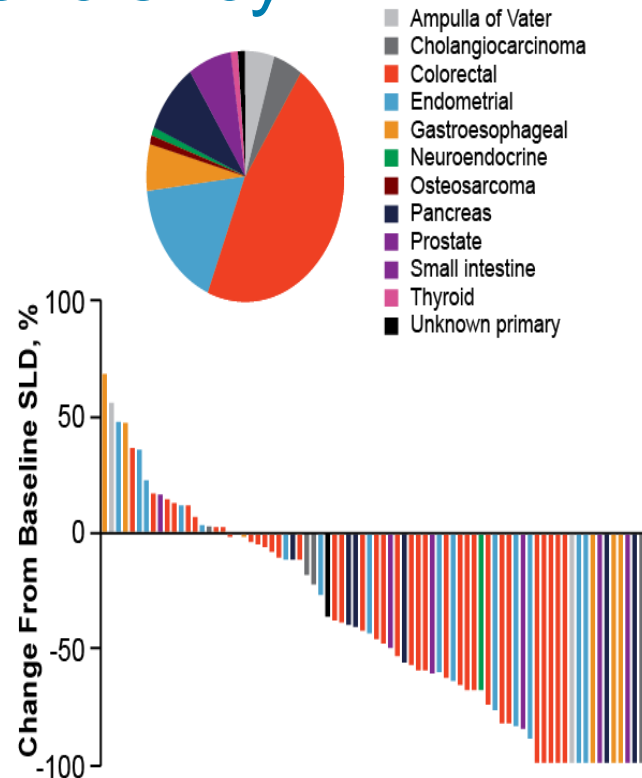 Ampulla of Vater
Cholangiocarcinoma
Colorectal
Endometrial
Gastroesophageal
Neuroendocrine
Osteosarcoma
Pancreas
Prostate
Small intestine
Thyroid
Unknown primary
Change From Baseline SLD, %
100
50
0
-50
-100